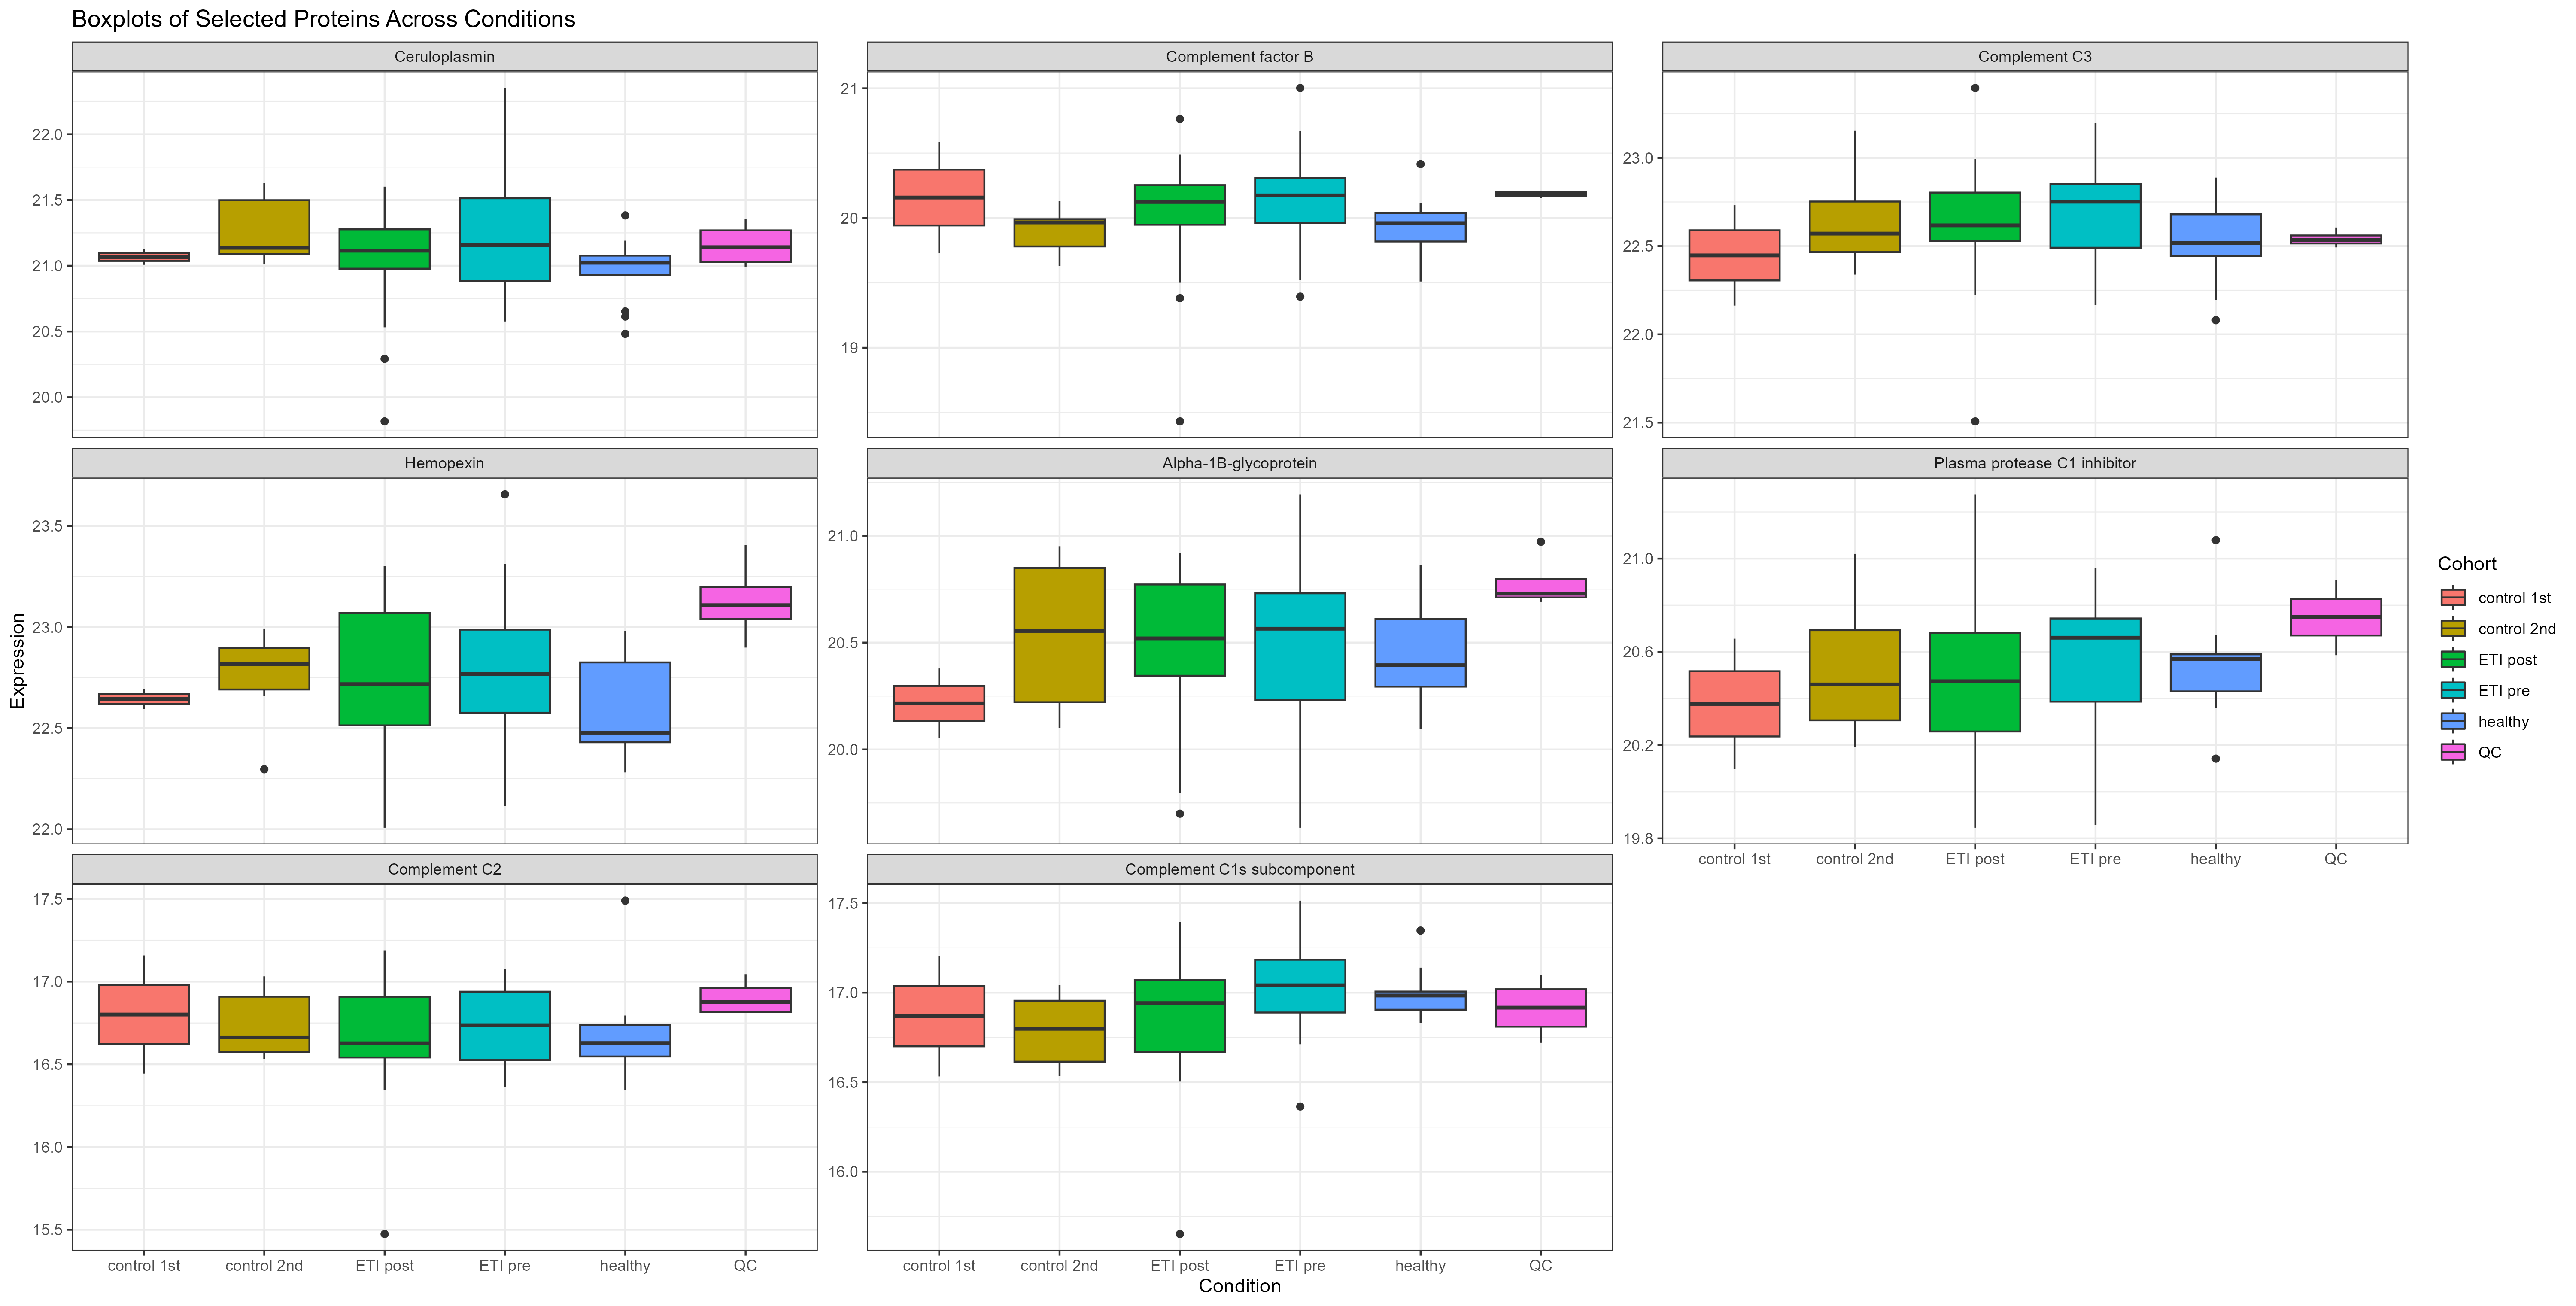 Boxplots of Selected Proteins Across Conditions
Ceruloplasmin
22.0
21.5
21.0
20.5
20.0
Complement factor B
21
20
19
Complement C3
23.0
22.5
22.0
21.5
Hemopexin
23.5
23.0
22.5
22.0
Alpha-1B-glycoprotein
21.0
20.5
20.0
Plasma protease C1 inhibitor
21.0
20.6
20.2
19.8
control 1st control 2nd ETI post ETI pre healthy QC
Complement C2
17.5
17.0
16.5
16.0
15.5
control 1st control 2nd ETI post ETI pre healthy QC
Complement C1s subcomponent
17.5
17.0
16.5
16.0
control 1st control 2nd ETI post ETI pre healthy QC
Expression
Condition
Cohort
control 1st
control 2nd
ETI post
ETI pre
healthy
QC